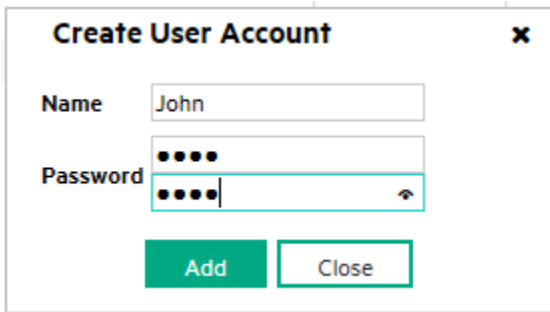 Create User Account
Name John
••••
Password
••••
Add Close